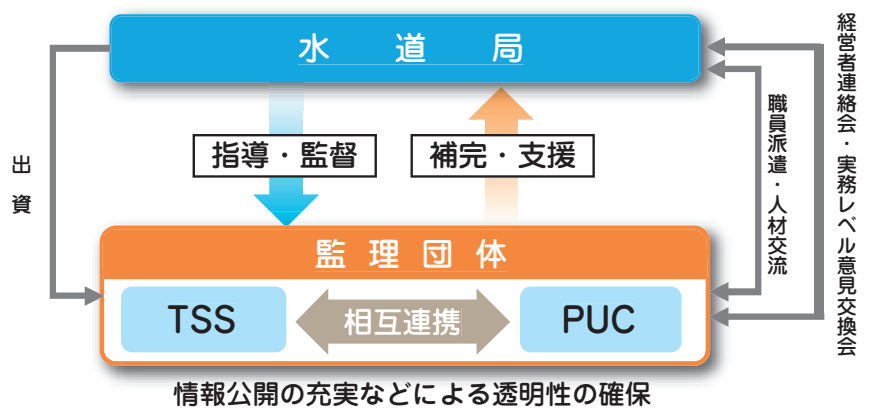 水道局
指導・監督
補完・支援
出資
職員派遣・人材交流
経営者連絡会・実務レベル意見交換会
監理団体
TSS
相互連携
PUC
情報公開の充実などによる透明性の確保